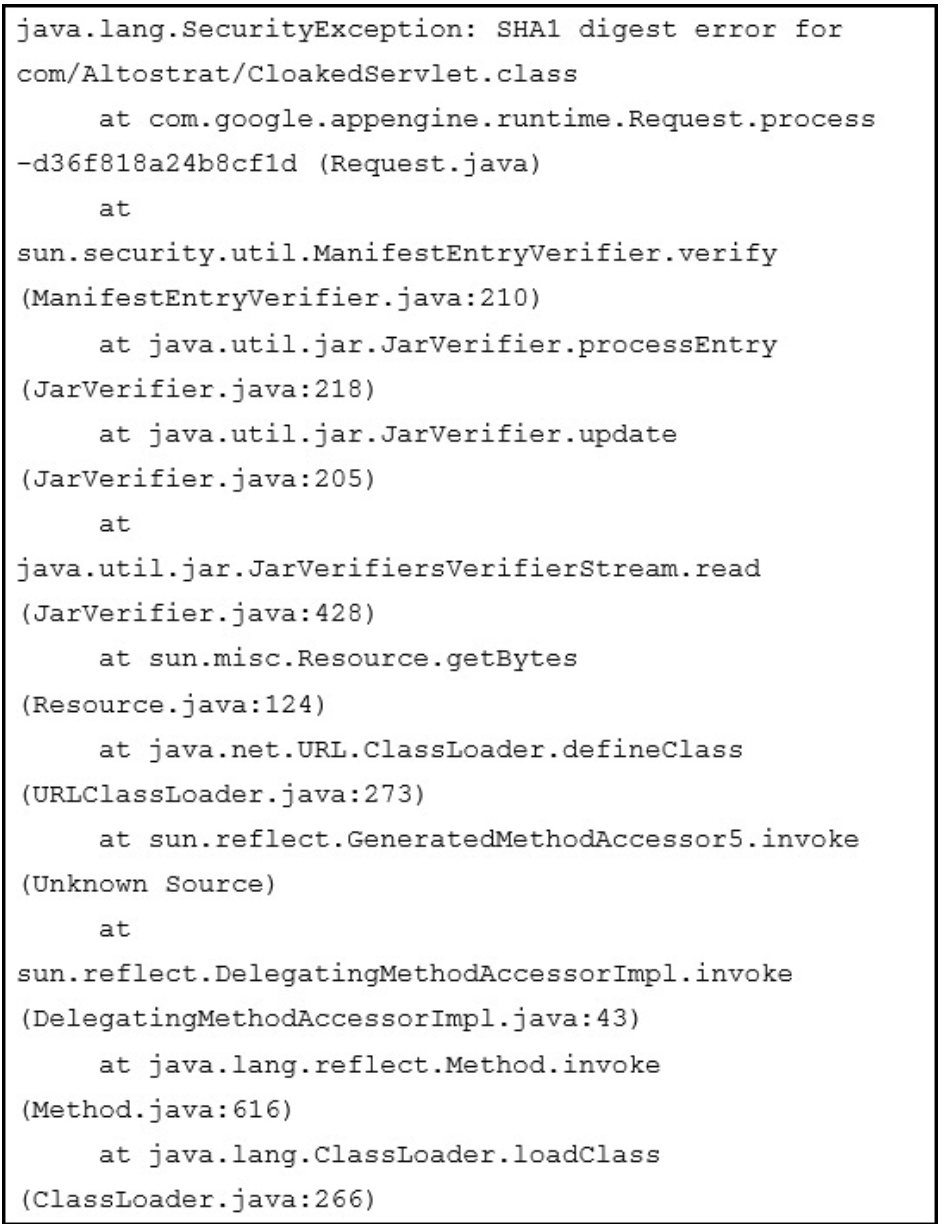 java.lang.SecurityException: SHA1 digest error for
com/Altostrat/CloakedServlet.class
at com.google.appengine.runtime.Request.process
-d36f818a24b8cf1d (Request.java)
at
sun.security.util.ManifestEntryVerifier.verify
(ManifestEntryVerifier.java:210)
at java.util.jar.JarVerifier.processEntry
(JarVerifier.java:218)
at java.util.jar.JarVerifier.update
(JarVerifier.java:205)
at
java.util.jar.JarVerifiersVerifierStream.read
(JarVerifier.java:428)
at sun.misc.Resource.getBytes
(Resource.java:124)
at java.net.URL.ClassLoader.defineClass
(URLClassLoader.java:273)
at sun.reflect.GeneratedMethodAccessor5.invoke
(Unknown Source)
at
sun.reflect.DelegatingMethodAccessorImpl.invoke
(DelegatingMethodAccessorImpl.java:43)
at java.lang.reflect.Method.invoke
(Method.java:616)
at java.lang.ClassLoader.loadClass
(ClassLoader.java:266)